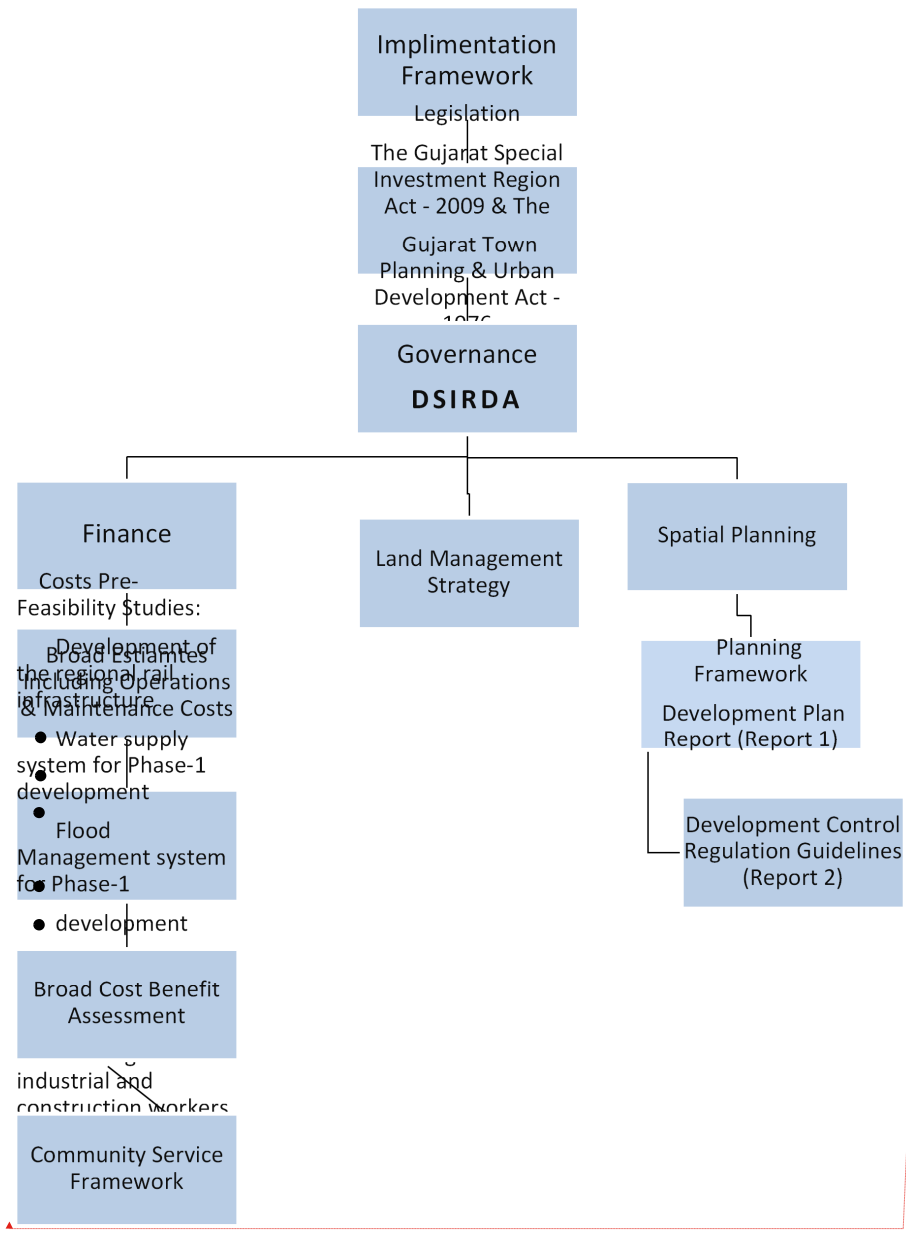 Implimentation
Framework
Legislation
The Gujarat Special
Investment Region
Act - 2009 & The
Gujarat Town
Planning & Urban
Development Act -
1976
Governance
DSIRDA
Finance
Land Management
Strategy
Spatial Planning
Costs Pre-
Feasibility Studies:
Development of
the regional rail
infrastructure
Broad Estiamtes
Including Operations
& Maintenance Costs
Water supply
system for Phase-1
development
Flood
Management system
for Phase-1
development
Broad Cost Benefit
Assessment
industrial and
construction workers
Community Service
Framework
Planning
Framework
Development Plan
Report (Report 1)
Development Control
Regulation Guidelines
(Report 2)